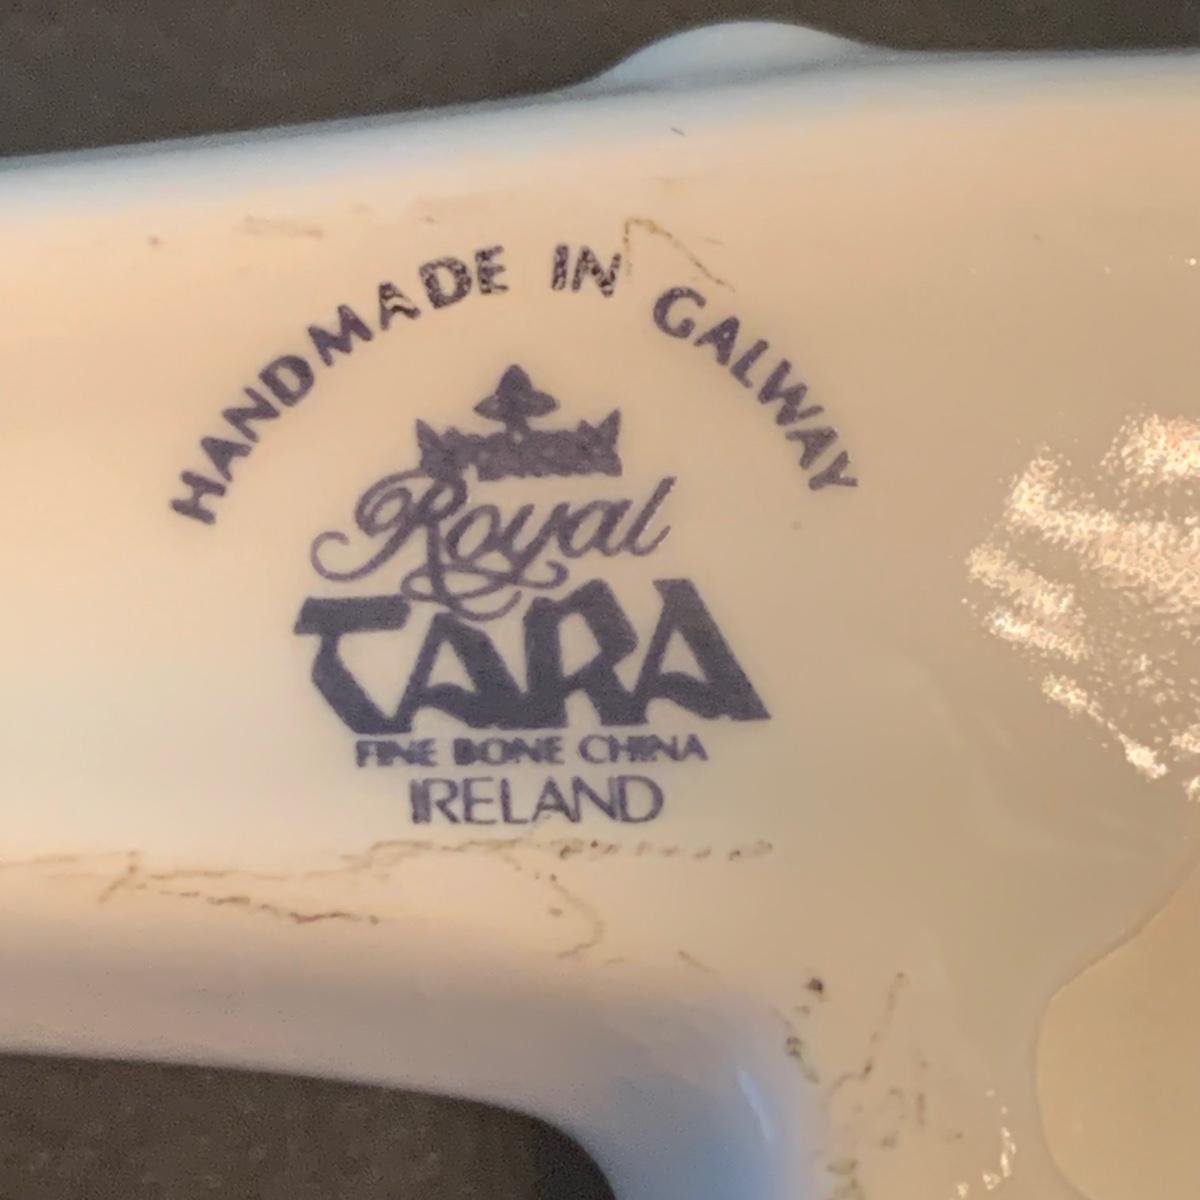 HANDMADE IN GALWAY
Royal
TARA
FINE BONE CHINA
IRELAND